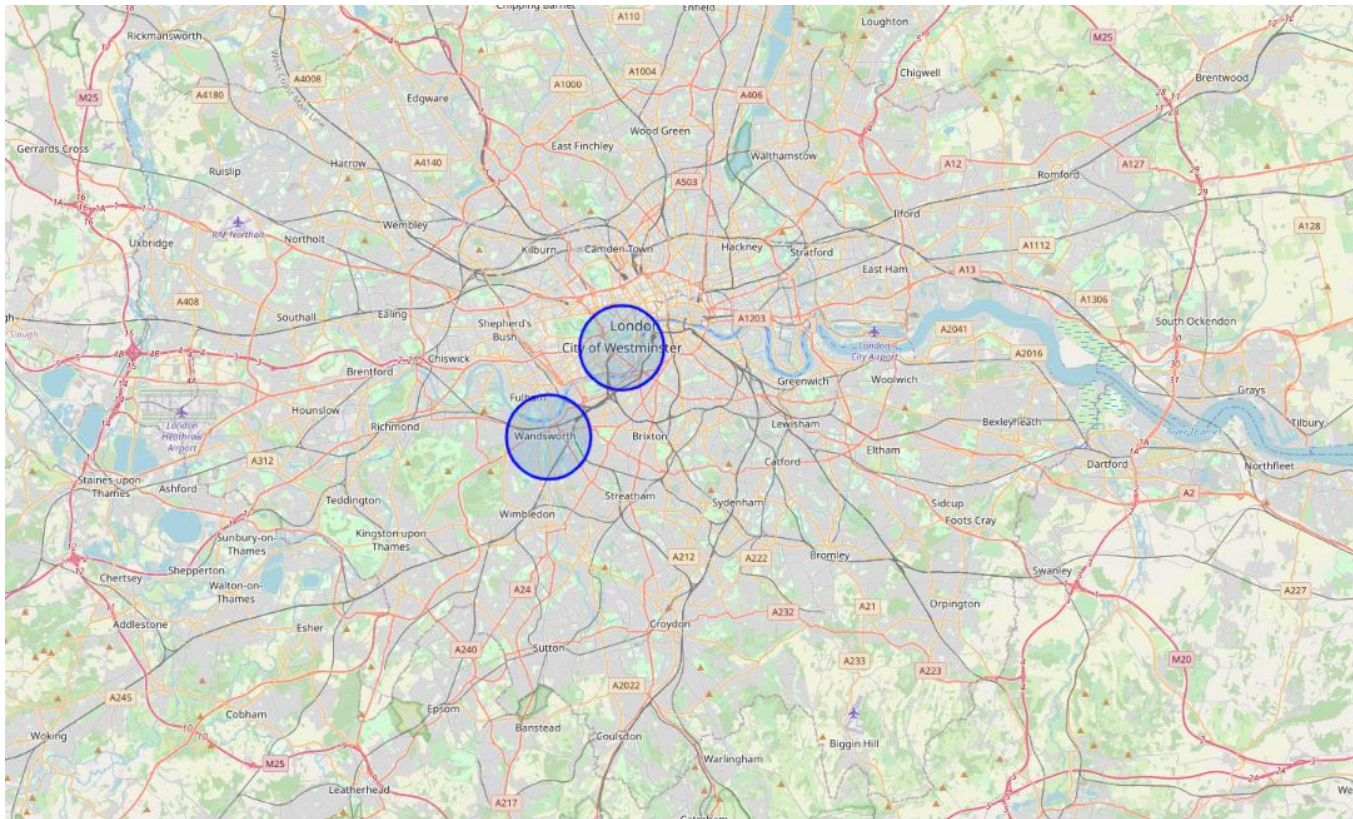 Chipping Barnet
A110
Enfield
Loughton
Rickmansworth
M25
A4008
West Coast Main Line
A1000
A1004
Chigwell
M25
Brentwood
A4180
Edgware
A406
Wood Green
Gerrards Cross
Harrow
A4140
East Finchley
Walthamstow
A12
A127
Ruislip
A503
Romford
RAF Northolt
Wembley
Ilford
Uxbridge
Northolt
Kilburn
Camden Town
Hackney
Stratford
A1112
A128
East Ham
A13
A408
A1306
Southall
Ealing
Shepherd's
Bush
London
A1203
A2041
South Ockendon
Slough
City of Westminster
London
City Airport
A2016
Chiswick
Brentford
Greenwich
Woolwich
Grays
Hounslow
Fulham
London
Heathrow
Airport
Richmond
Wandsworth
Brixton
Lewisham
Bexleyheath
River Thames
Tilbury
A312
Eltham
Catford
Dartford
Northfleet
Staines-upon-
Thames
Ashford
Teddington
Streatham
Sydenham
Sidcup
A2
Wimbledon
Foots Cray
Sunbury-on-
Thames
Kingston upon
Thames
A212
A222
Bromley
Chertsey
Shepperton
Walton-on-
Thames
A24
Swanley
A227
Addlestone
Esher
Croydon
A232
A21
Orpington
A240
Sutton
A233
A223
M20
A245
A2022
Cobham
Epsom
Banstead
Woking
Coulsdon
Biggin Hill
M25
Warlingham
Leatherhead
A217
Caterham